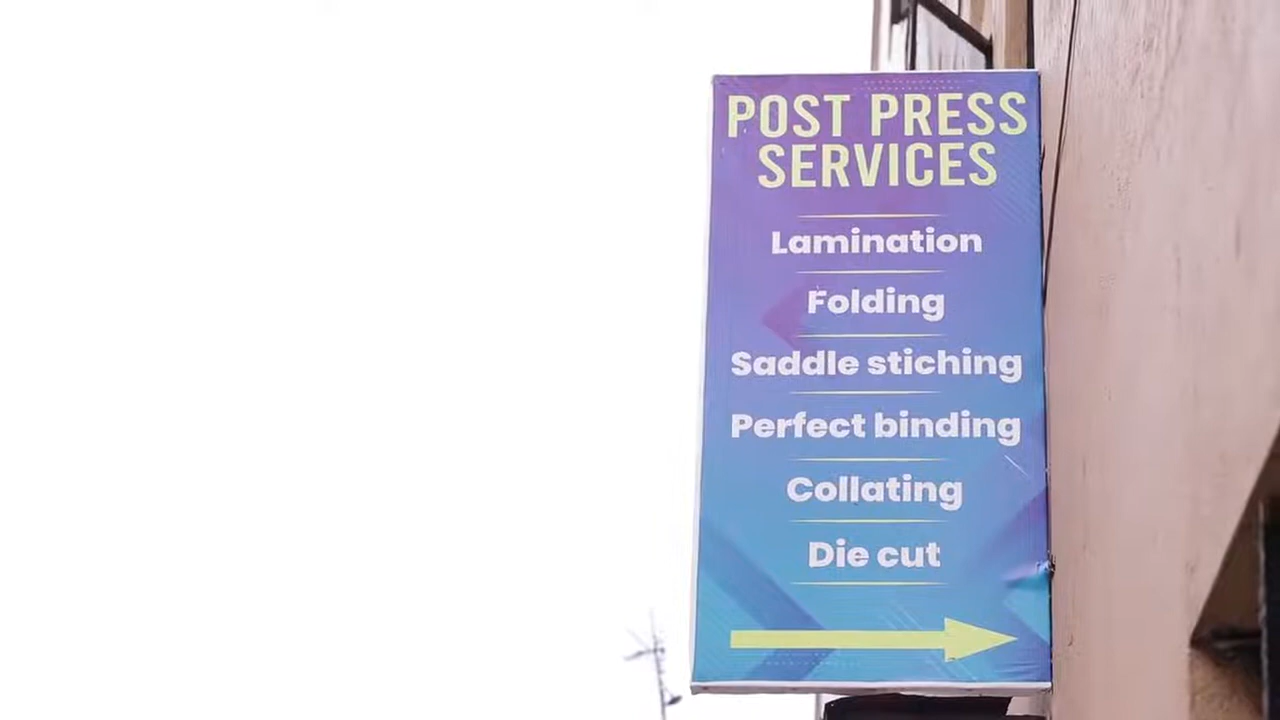 POST PRESS
SERVICES
Lamination
Folding
Saddle stiching
Perfect binding
Collating
Die cut